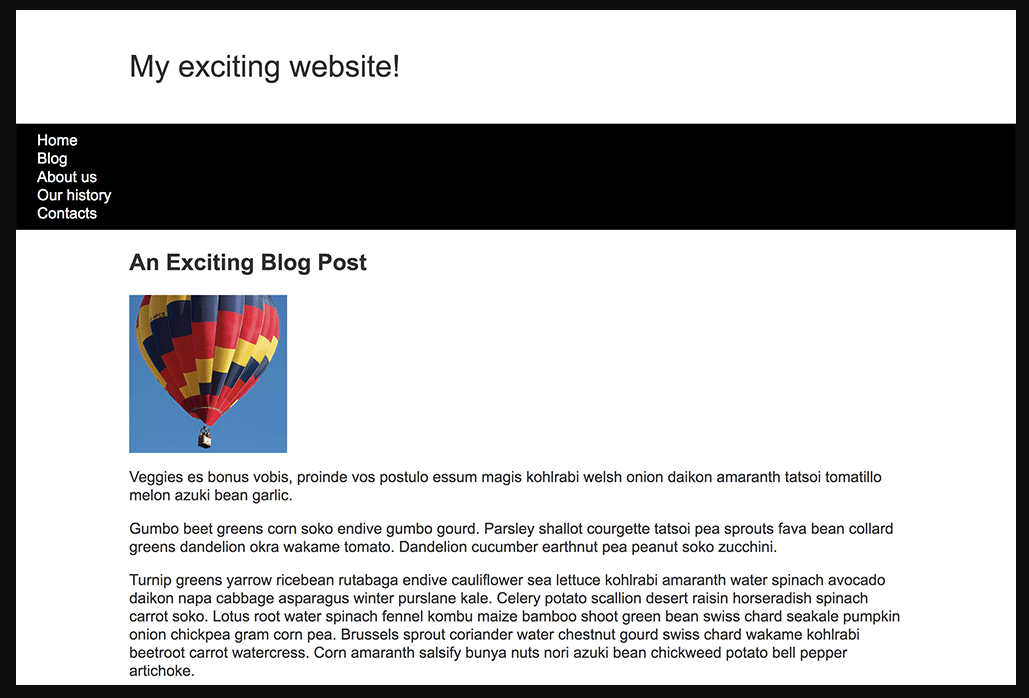 My exciting website!
Home
Blog
About us
Our history
Contacts
An Exciting Blog Post
Veggies es bonus vobis, proinde vos postulo essum magis kohlrabi welsh onion daikon amaranth tatsoi tomatillo
melon azuki bean garlic.
Gumbo beet greens corn soko endive gumbo gourd. Parsley shallot courgette tatsoi pea sprouts fava bean collard
greens dandelion okra wakame tomato. Dandelion cucumber earthnut pea peanut soko zucchini.
Turnip greens yarrow ricebean rutabaga endive cauliflower sea lettuce kohlrabi amaranth water spinach avocado
daikon napa cabbage asparagus winter purslane kale. Celery potato scallion desert raisin horseradish spinach
carrot soko. Lotus root water spinach fennel kombu maize bamboo shoot green bean swiss chard seakale pumpkin
onion chickpea gram corn pea. Brussels sprout coriander water chestnut gourd swiss chard wakame kohlrabi
beetroot carrot watercress. Corn amaranth salsify bunya nuts nori azuki bean chickweed potato bell pepper
artichoke.